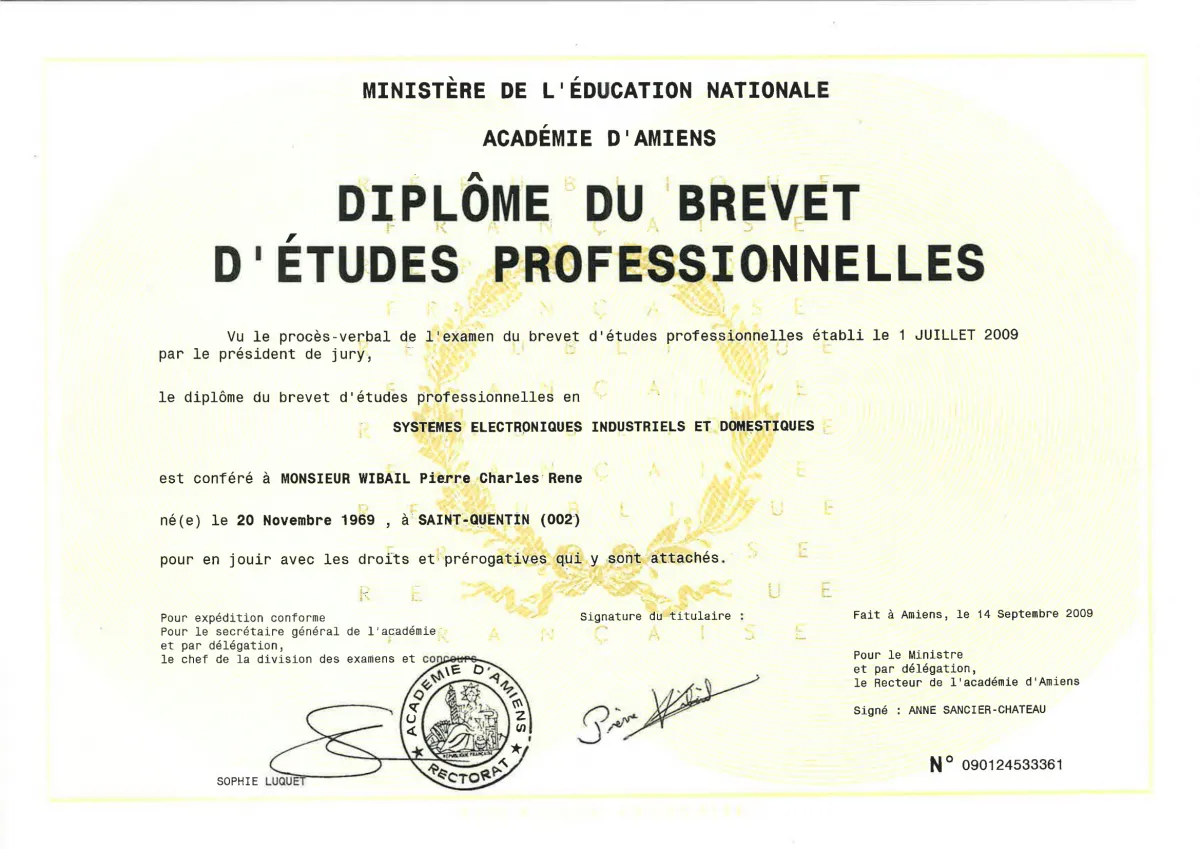 MINISTÈRE DE L'ÉDUCATION NATIONALE
ACADÉMIE D'AMIENS
DIPLÔME DU BREVET
D'ÉTUDES PROFESSIONNELLES
Vu le procès-verbal de l'examen du brevet d'études professionnelles établi le 1 JUILLET 2009
par le président de jury,
le diplôme du brevet d'études professionnelles en
SYSTEMES ELECTRONIQUES INDUSTRIELS ET DOMESTIQUES
est conféré à MONSIEUR WIBAIL Pierre Charles Rene
né(e) le 20 Novembre 1969 , à SAINT-QUENTIN (002)
pour en jouir avec les droits et prérogatives qui y sont attachés.
Pour expédition conforme
Pour le secrétaire général de l'académie
et par délégation,
le chef de la division des examens et concours
ACADÉMIE D'AMIENS
RÉPUBLIQUE FRANÇAISE
RECTORAT
SOPHIE LUQUET
Signature du titulaire :
Pierre Wibail
Fait à Amiens, le 14 Septembre 2009
Pour le Ministre
et par délégation,
le Recteur de l'académie d'Amiens
Signé : ANNE SANCIER-CHATEAU
N° 090124533361